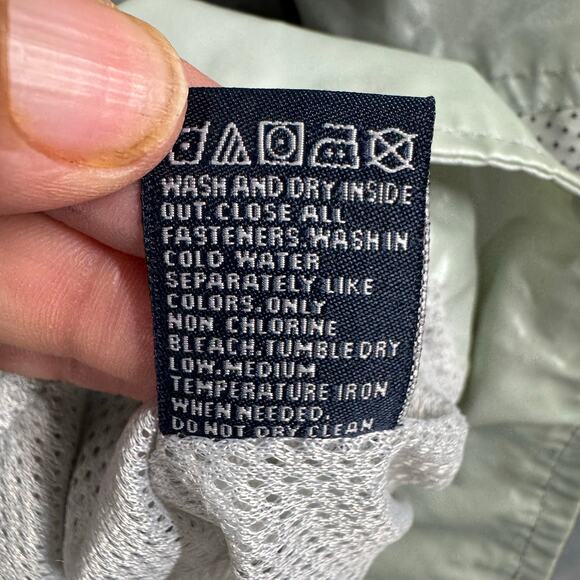 WASH AND DRY INSIDE
OUT.CLOSE ALL
FASTENERS.WASH IN
COLD WATER
SEPARATELY LIKE
COLORS.ONLY
NON CHLORINE
BLEACH.TUMBLE DRY
LOW.MEDIUM
TEMPERATURE IRON
WHEN NEEDED.
DO NOT DRY CLEAN